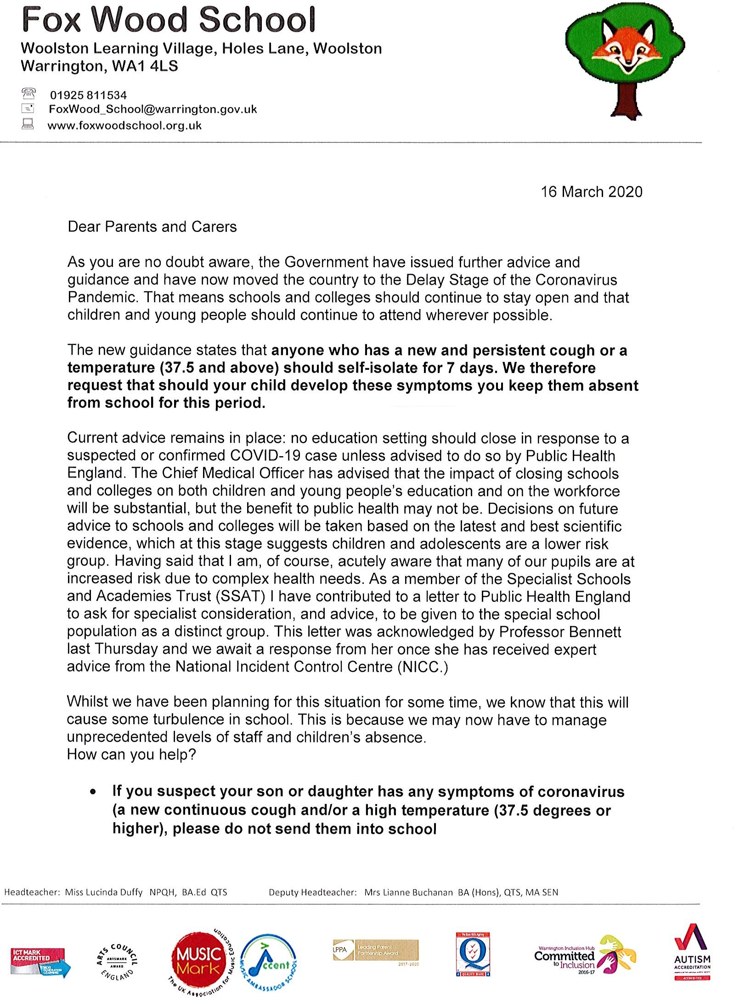 Fox Wood School
Woolston Learning Village, Holes Lane, Woolston
Warrington, WA1 4LS
01925 811534
FoxWood_School@warrington.gov.uk
www.foxwoodschool.org.uk
16 March 2020
Dear Parents and Carers
As you are no doubt aware, the Government have issued further advice and
guidance and have now moved the country to the Delay Stage of the Coronavirus
Pandemic. That means schools and colleges should continue to stay open and that
children and young people should continue to attend wherever possible.
The new guidance states that anyone who has a new and persistent cough or a
temperature (37.5 and above) should self-isolate for 7 days. We therefore
request that should your child develop these symptoms you keep them absent
from school for this period.
Current advice remains in place: no education setting should close in response to a
suspected or confirmed COVID-19 case unless advised to do so by Public Health
England. The Chief Medical Officer has advised that the impact of closing schools
and colleges on both children and young people's education and on the workforce
will be substantial, but the benefit to public health may not be. Decisions on future
advice to schools and colleges will be taken based on the latest and best scientific
evidence, which at this stage suggests children and adolescents are a lower risk
group. Having said that I am, of course, acutely aware that many of our pupils are at
increased risk due to complex health needs. As a member of the Specialist Schools
and Academies Trust (SSAT) I have contributed to a letter to Public Health England
to ask for specialist consideration, and advice, to be given to the special school
population as a distinct group. This letter was acknowledged by Professor Bennett
last Thursday and we await a response from her once she has received expert
advice from the National Incident Control Centre (NICC.)
Whilst we have been planning for this situation for some time, we know that this will
cause some turbulence in school. This is because we may now have to manage
unprecedented levels of staff and children's absence.
How can you help?
• If you suspect your son or daughter has any symptoms of coronavirus
(a new continuous cough and/or a high temperature (37.5 degrees or
higher), please do not send them into school
Headteacher: Miss Lucinda Duffy NPQH, BA.Ed QTS Deputy Headteacher: Mrs Lianne Buchanan BA (Hons), QTS, MA SEN
ICT MARK
ACCREDITED
NEXT
GENERATION
LEARNING
ARTS COUNCIL
ARTSMARK
AWARD
ENGLAND
MUSIC
Mark
The UK Association for Music Education
Accent
MUSIC AMBASSADOR SCHOOL
LPPA
Leading Parent
Partnership Award
2017-2020
The Basic Skills Agency
Q
QUALITY MARK
Warrington Inclusion Hub
Committed
to Inclusion
2016-17
AUTISM
ACCREDITATION
ACCREDITED